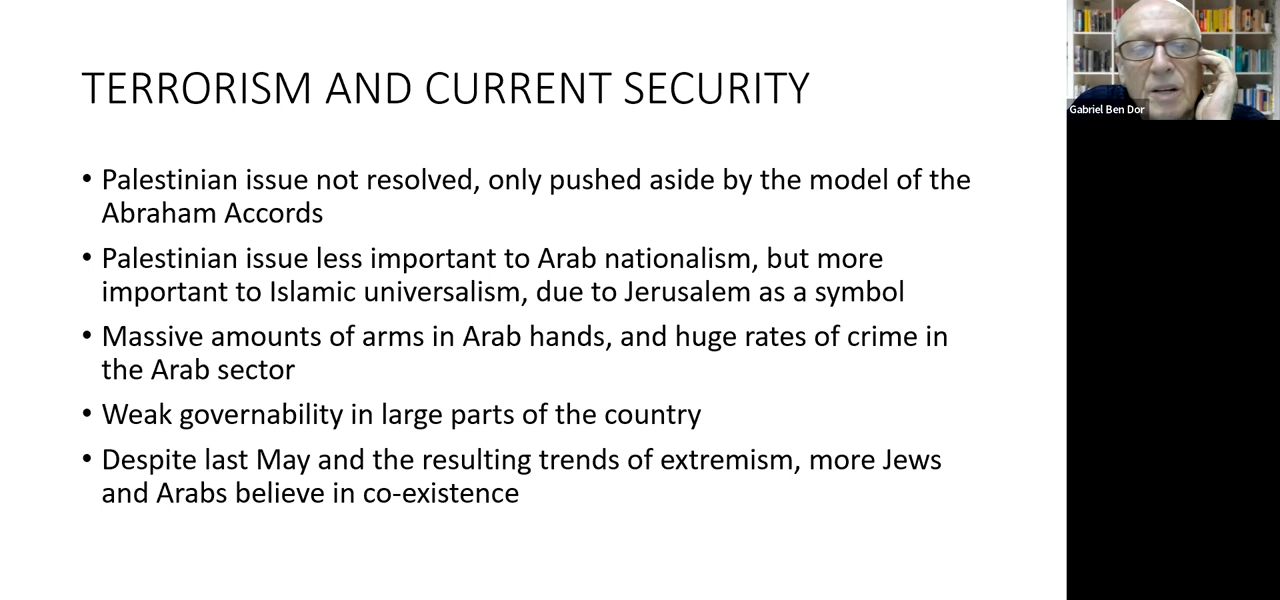 TERRORISM AND CURRENT SECURITY
• Palestinian issue not resolved, only pushed aside by the model of the
Abraham Accords
• Palestinian issue less important to Arab nationalism, but more
important to Islamic universalism, due to Jerusalem as a symbol
• Massive amounts of arms in Arab hands, and huge rates of crime in
the Arab sector
• Weak governability in large parts of the country
• Despite last May and the resulting trends of extremism, more Jews
and Arabs believe in co-existence
Gabriel Ben Dor